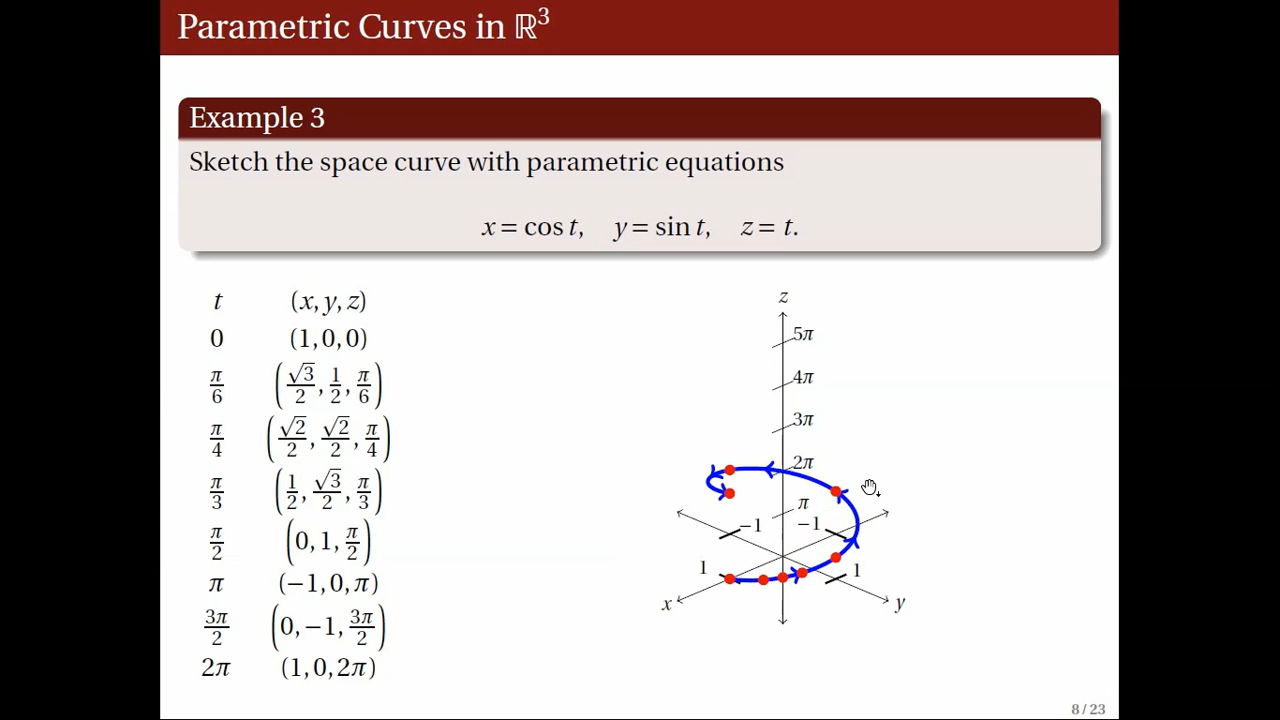 Parametric Curves in ℝ³
Example 3
Sketch the space curve with parametric equations
x = cos t, y = sin t, z = t.
t (x, y, z)
0 (1, 0, 0)
π/6 (√3/2, 1/2, π/6)
π/4 (√2/2, √2/2, π/4)
π/3 (1/2, √3/2, π/3)
π/2 (0, 1, π/2)
π (−1, 0, π)
3π/2 (0, −1, 3π/2)
2π (1, 0, 2π)
z
5π
4π
3π
2π
π
−1 −1
1 1
x y
8 / 23